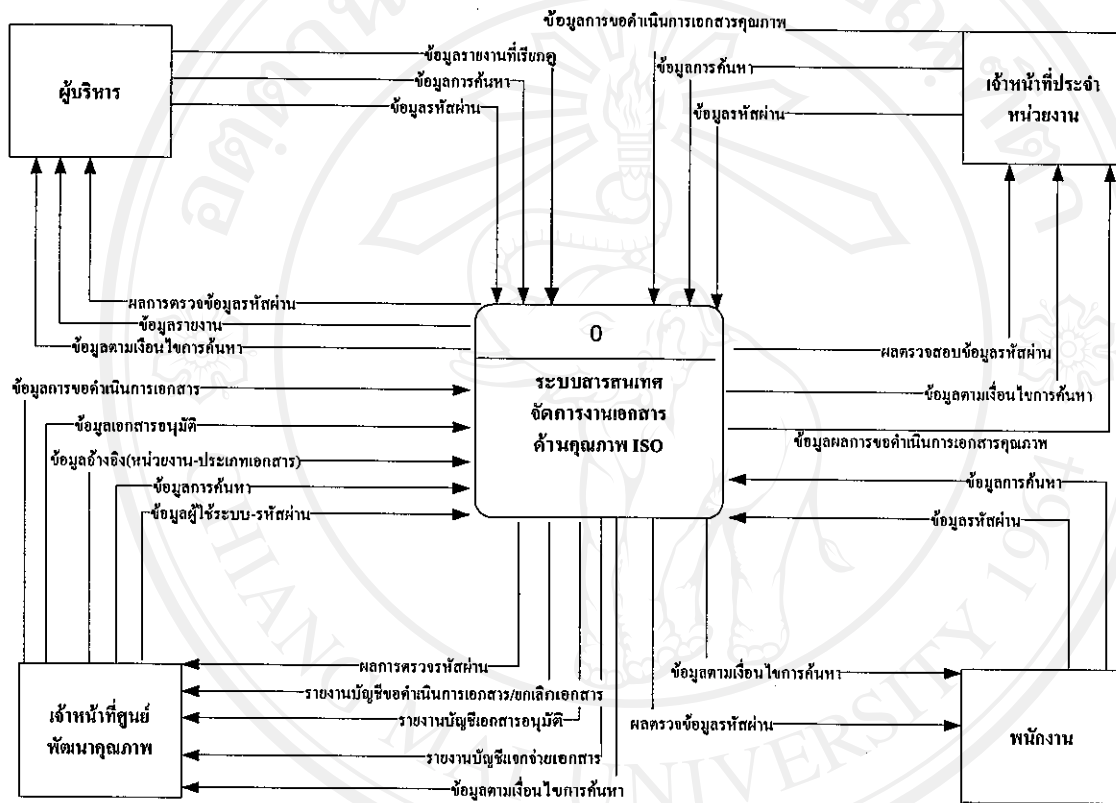 ข้อมูลการขอดำเนินการเอกสารคุณภาพ
ผู้บริหาร
ข้อมูลรายงานที่เรียกดู
ข้อมูลการค้นหา
ข้อมูลรหัสผ่าน
ข้อมูลการค้นหา
ข้อมูลรหัสผ่าน
เจ้าหน้าที่ประจำ
หน่วยงาน
ผลการตรวจข้อมูลรหัสผ่าน
ข้อมูลรายงาน
ข้อมูลตามเงื่อนไขการค้นหา
0
ระบบสารสนเทศ
จัดการงานเอกสาร
ด้านคุณภาพ ISO
ผลตรวจสอบข้อมูลรหัสผ่าน
ข้อมูลตามเงื่อนไขการค้นหา
ข้อมูลผลการขอดำเนินการเอกสารคุณภาพ
ข้อมูลการขอดำเนินการเอกสาร
ข้อมูลเอกสารอนุมัติ
ข้อมูลอ้างอิง(หน่วยงาน-ประเภทเอกสาร)
ข้อมูลการค้นหา
ข้อมูลผู้ใช้ระบบ-รหัสผ่าน
ข้อมูลการค้นหา
ข้อมูลรหัสผ่าน
เจ้าหน้าที่ศูนย์
พัฒนาคุณภาพ
ผลการตรวจรหัสผ่าน
รายงานบัญชีขอดำเนินการเอกสาร/ยกเลิกเอกสาร
รายงานบัญชีเอกสารอนุมัติ
รายงานบัญชีแจกจ่ายเอกสาร
ข้อมูลตามเงื่อนไขการค้นหา
ข้อมูลตามเงื่อนไขการค้นหา
ผลตรวจข้อมูลรหัสผ่าน
พนักงาน
CHIANG MAI UNIVERSITY 1964